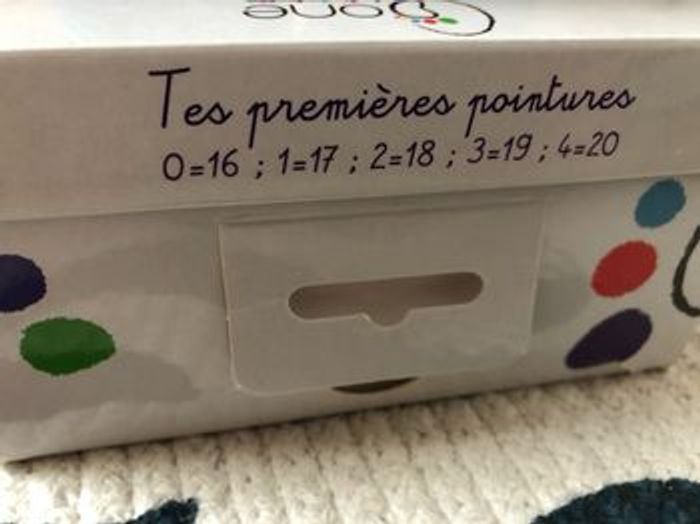 Tes premières pointures
0=16 ; 1=17 ; 2=18 ; 3=19 ; 4=20